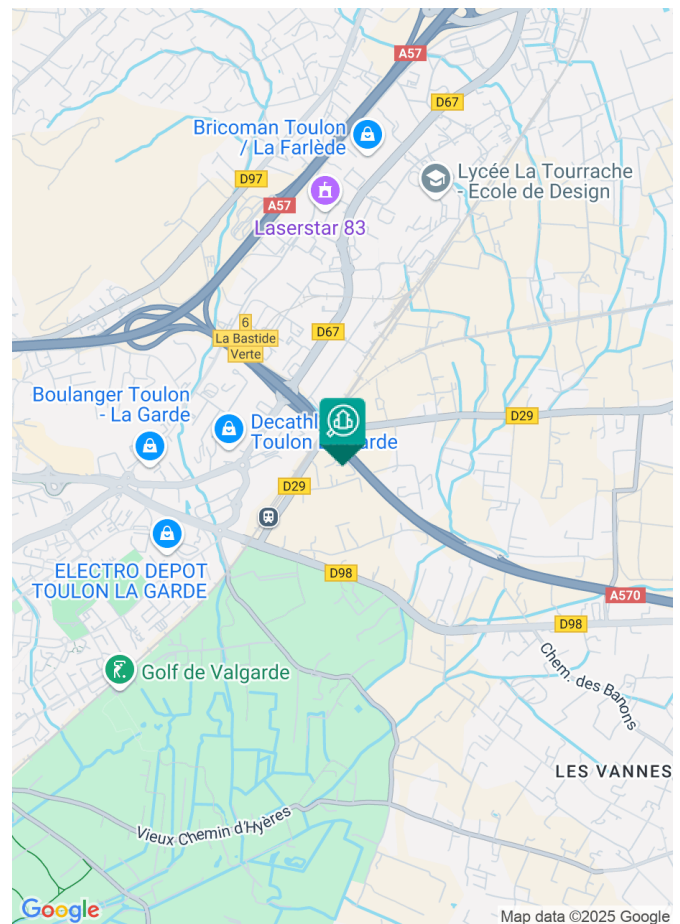 A57
D67
Bricoman Toulon
/ La Farlède
Lycée La Tourrache
- Ecole de Design
D97
A57
Laserstar 83
6
La Bastide
Verte
D67
Boulanger Toulon
- La Garde
Decathl
Toulon L
arde
D29
D29
ELECTRO DEPOT
TOULON LA GARDE
D98
A570
D98
Golf de Valgarde
Chem. des Banons
LES VANNES
Vieux Chemin d'Hyères
Google
Map data ©2025 Google